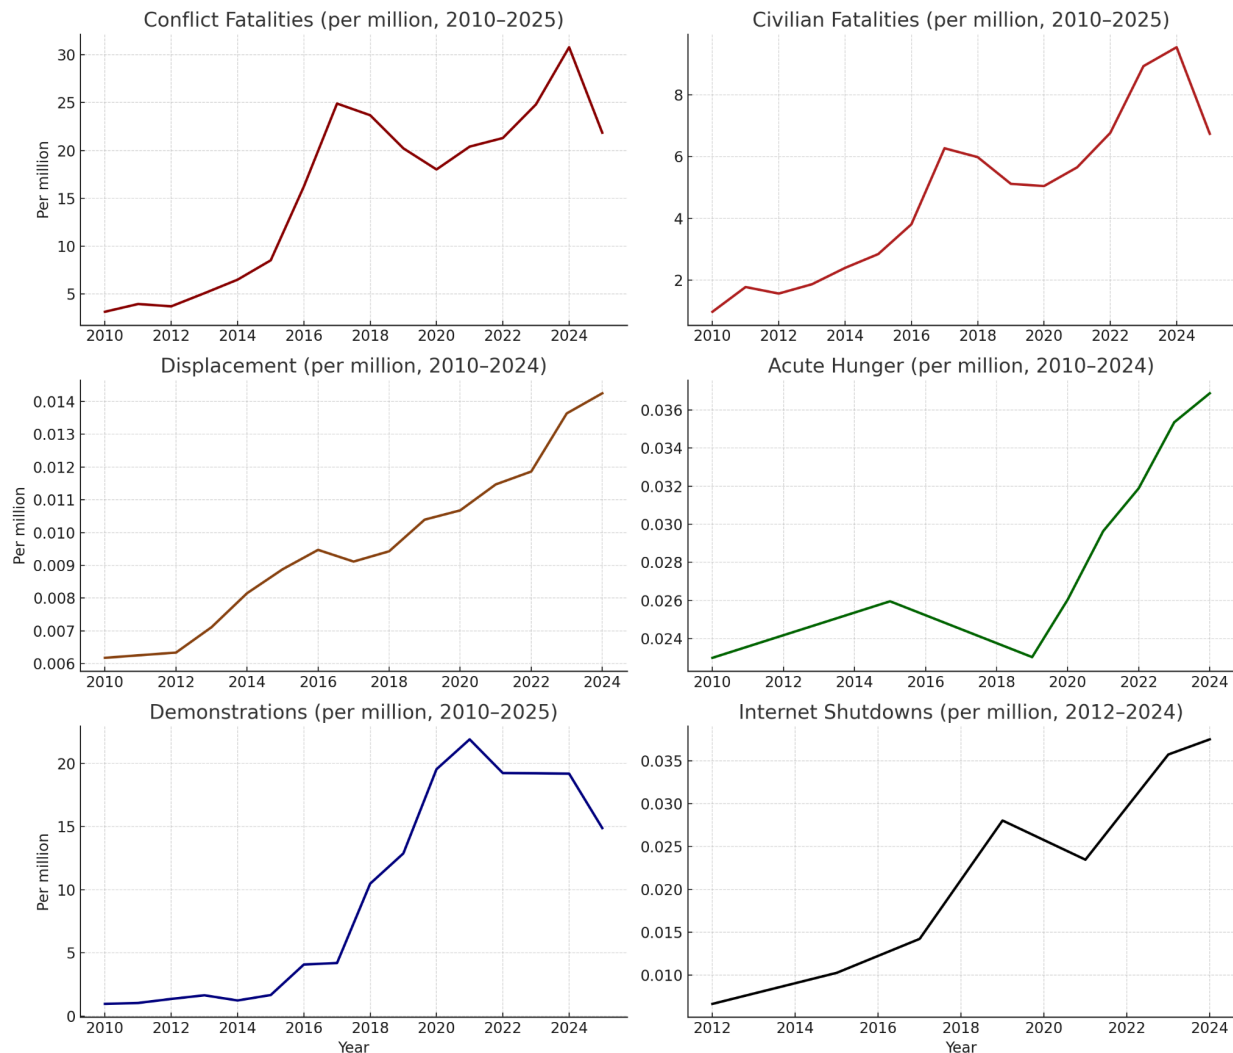 Conflict Fatalities (per million, 2010–2025)
Per million
30
25
20
15
10
5
2010 2012 2014 2016 2018 2020 2022 2024
Civilian Fatalities (per million, 2010–2025)
8
6
4
2
2010 2012 2014 2016 2018 2020 2022 2024
Displacement (per million, 2010–2024)
Per million
0.014
0.013
0.012
0.011
0.010
0.009
0.008
0.007
0.006
2010 2012 2014 2016 2018 2020 2022 2024
Acute Hunger (per million, 2010–2024)
0.036
0.034
0.032
0.030
0.028
0.026
0.024
2010 2012 2014 2016 2018 2020 2022 2024
Demonstrations (per million, 2010–2025)
Per million
20
15
10
5
0
2010 2012 2014 2016 2018 2020 2022 2024
Year
Internet Shutdowns (per million, 2012–2024)
0.035
0.030
0.025
0.020
0.015
0.010
2012 2014 2016 2018 2020 2022 2024
Year